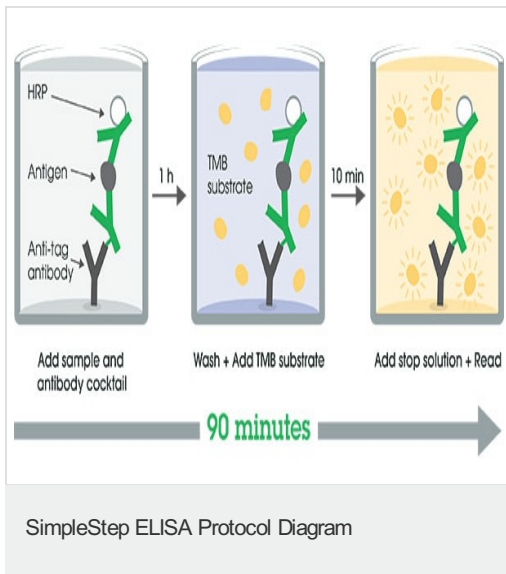 HRP
Antigen
Anti-tag
antibody
1 h
TMB
substrate
10 min
Add sample and
antibody cocktail
Wash + Add TMB substrate
Add stop solution + Read
90 minutes
SimpleStep ELISA Protocol Diagram